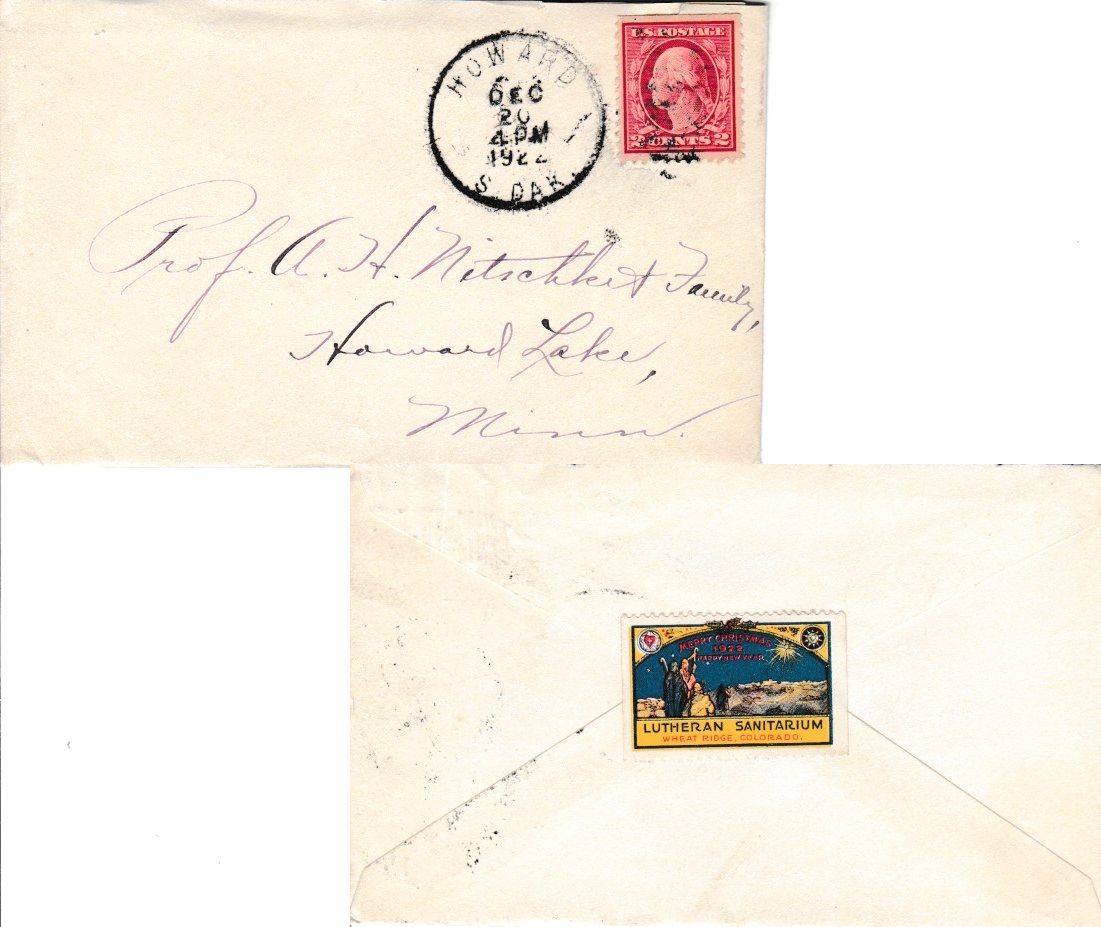 HOWARD
DEC
20
4 PM
1922
S. DAK.
U.S. POSTAGE
2 CENTS 2
Prof. A. H. Nitschke & Family,
Howard Lake,
Minn.
MERRY CHRISTMAS
1922
HAPPY NEW YEAR
LUTHERAN SANITARIUM
WHEAT RIDGE, COLORADO.